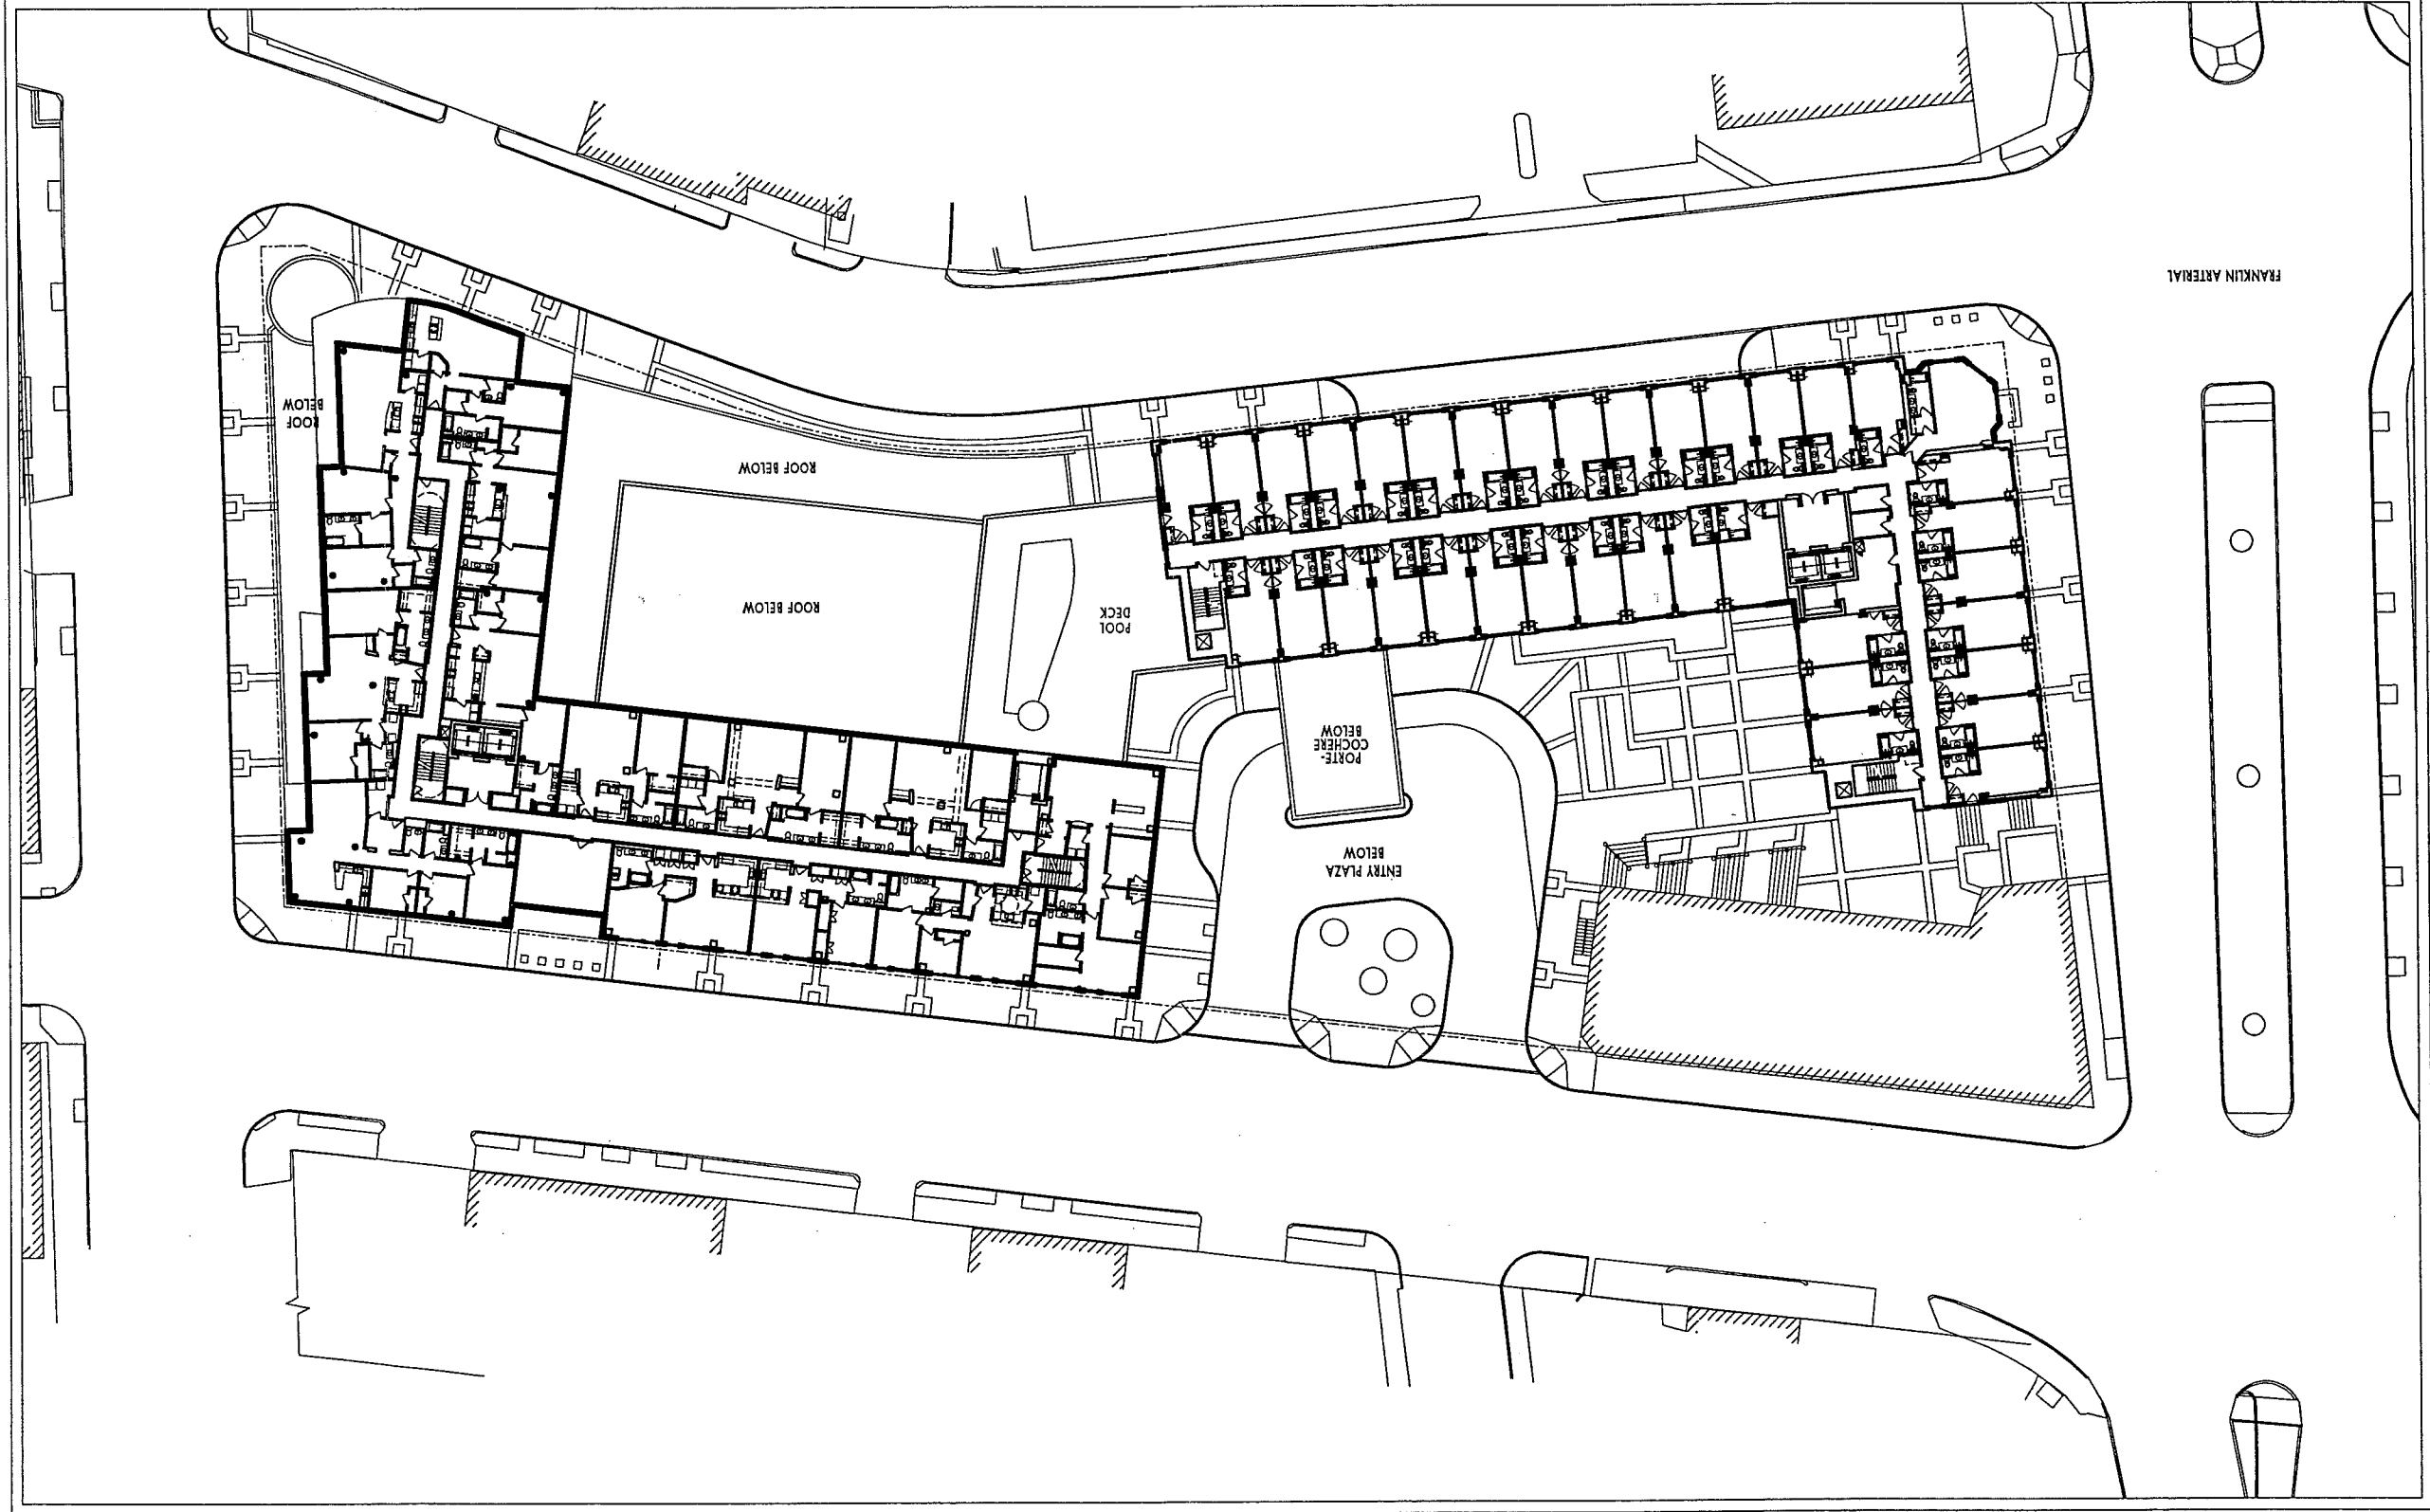 FRANKLIN ARTERIAL
ROOF
BELOW
ROOF BELOW
ROOF BELOW
POOL
DECK
PORTE-
COCHERE
BELOW
ENTRY PLAZA
BELOW